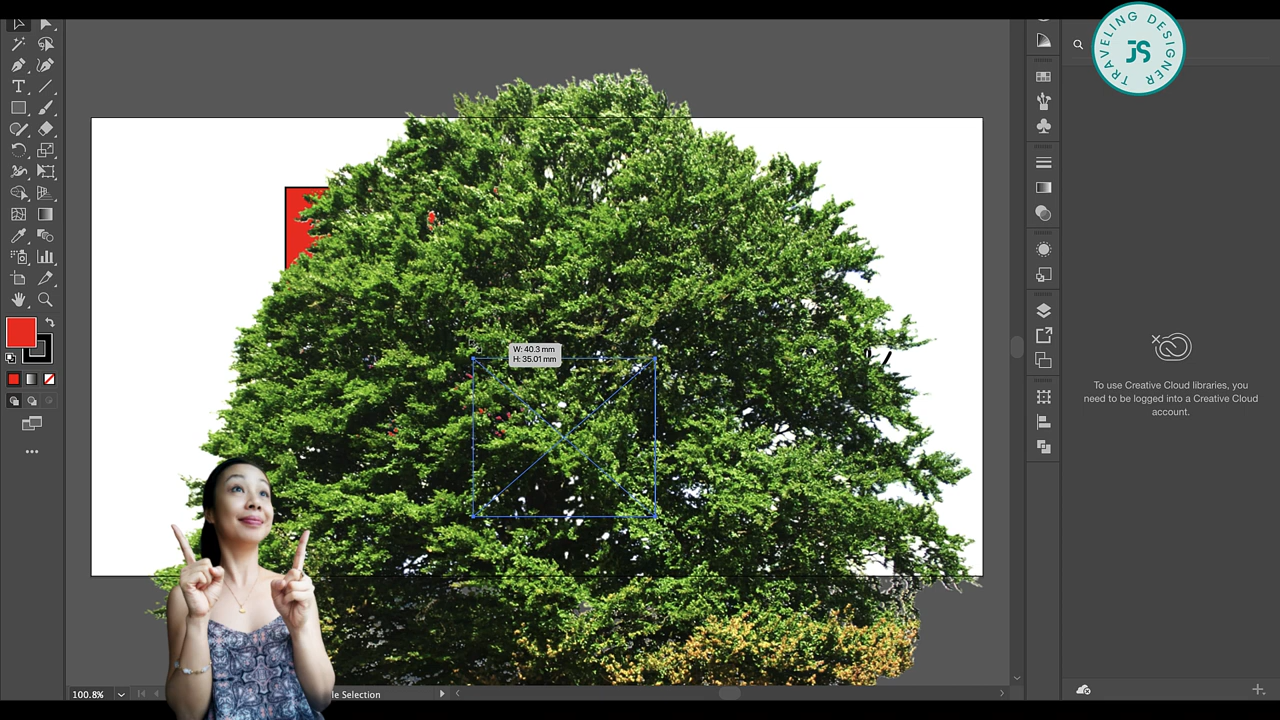 TRAVELING DESIGNER
JS
W: 40.3 mm
H: 35.01 mm
To use Creative Cloud libraries, you
need to be logged into a Creative Cloud
account.
100.8%
le Selection